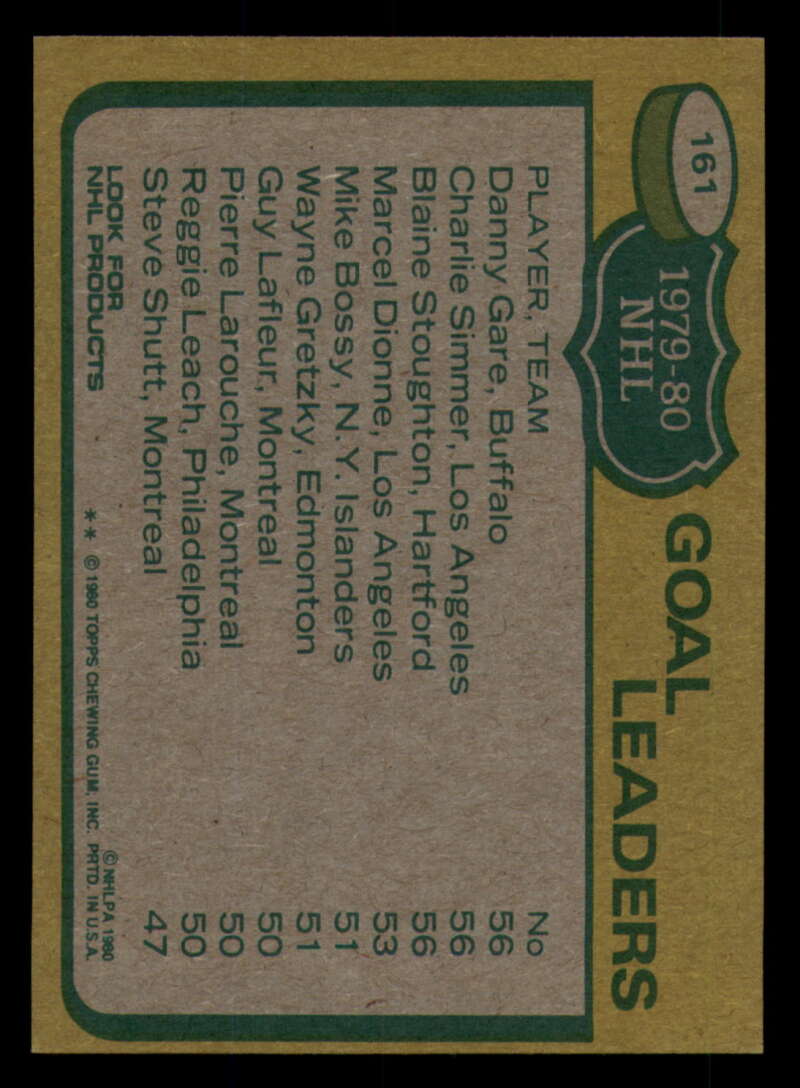 161
1979-80
NHL
GOAL
LEADERS
PLAYER, TEAM No
Danny Gare, Buffalo 56
Charlie Simmer, Los Angeles 56
Blaine Stoughton, Hartford 56
Marcel Dionne, Los Angeles 53
Mike Bossy, N.Y. Islanders 51
Wayne Gretzky, Edmonton 51
Guy Lafleur, Montreal 50
Pierre Larouche, Montreal 50
Reggie Leach, Philadelphia 50
Steve Shutt, Montreal 47
LOOK FOR
NHL PRODUCTS
© NHLPA 1980
** © 1980 TOPPS CHEWING GUM, INC. PRTD. IN U.S.A.